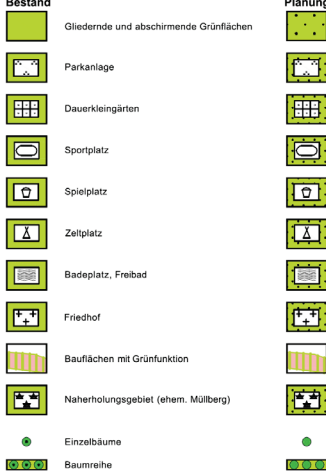 Bestand Planung
Gliedernde und abschirmende Grünflächen
Parkanlage
Dauerkleingärten
Sportplatz
Spielplatz
Zeltplatz
Badeplatz, Freibad
Friedhof
Bauflächen mit Grünfunktion
Naherholungsgebiet (ehem. Müllberg)
Einzelbäume
Baumreihe